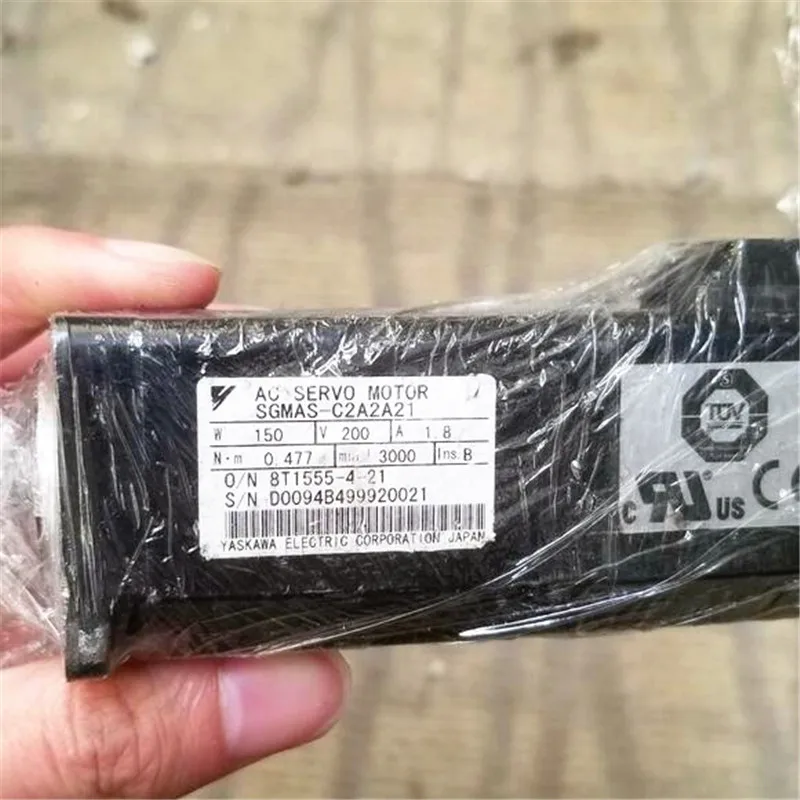 AC SERVO MOTOR
SGMAS-C2A2A21
W 150 V 200 A 1.8
N·m 0.477 min 3000 Ins. B
O/N 8T1555-4-21
S/N D0094B499920021
YASKAWA ELECTRIC CORPORATION JAPAN
TÜV
c US C